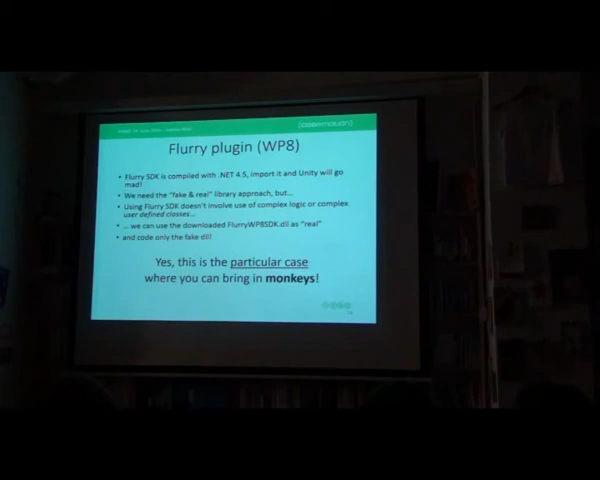 Flurry plugin (WP8)
• Flurry SDK is compiled with .NET 4.5, import it and Unity will go
mad!
• We need the "fake & real" library approach, but...
• Using Flurry SDK doesn't involve use of complex logic or complex
user defined classes...
• ... we can use the downloaded FlurryWP8SDK.dll as "real"
• and code only the fake dll!
Yes, this is the particular case
where you can bring in monkeys!